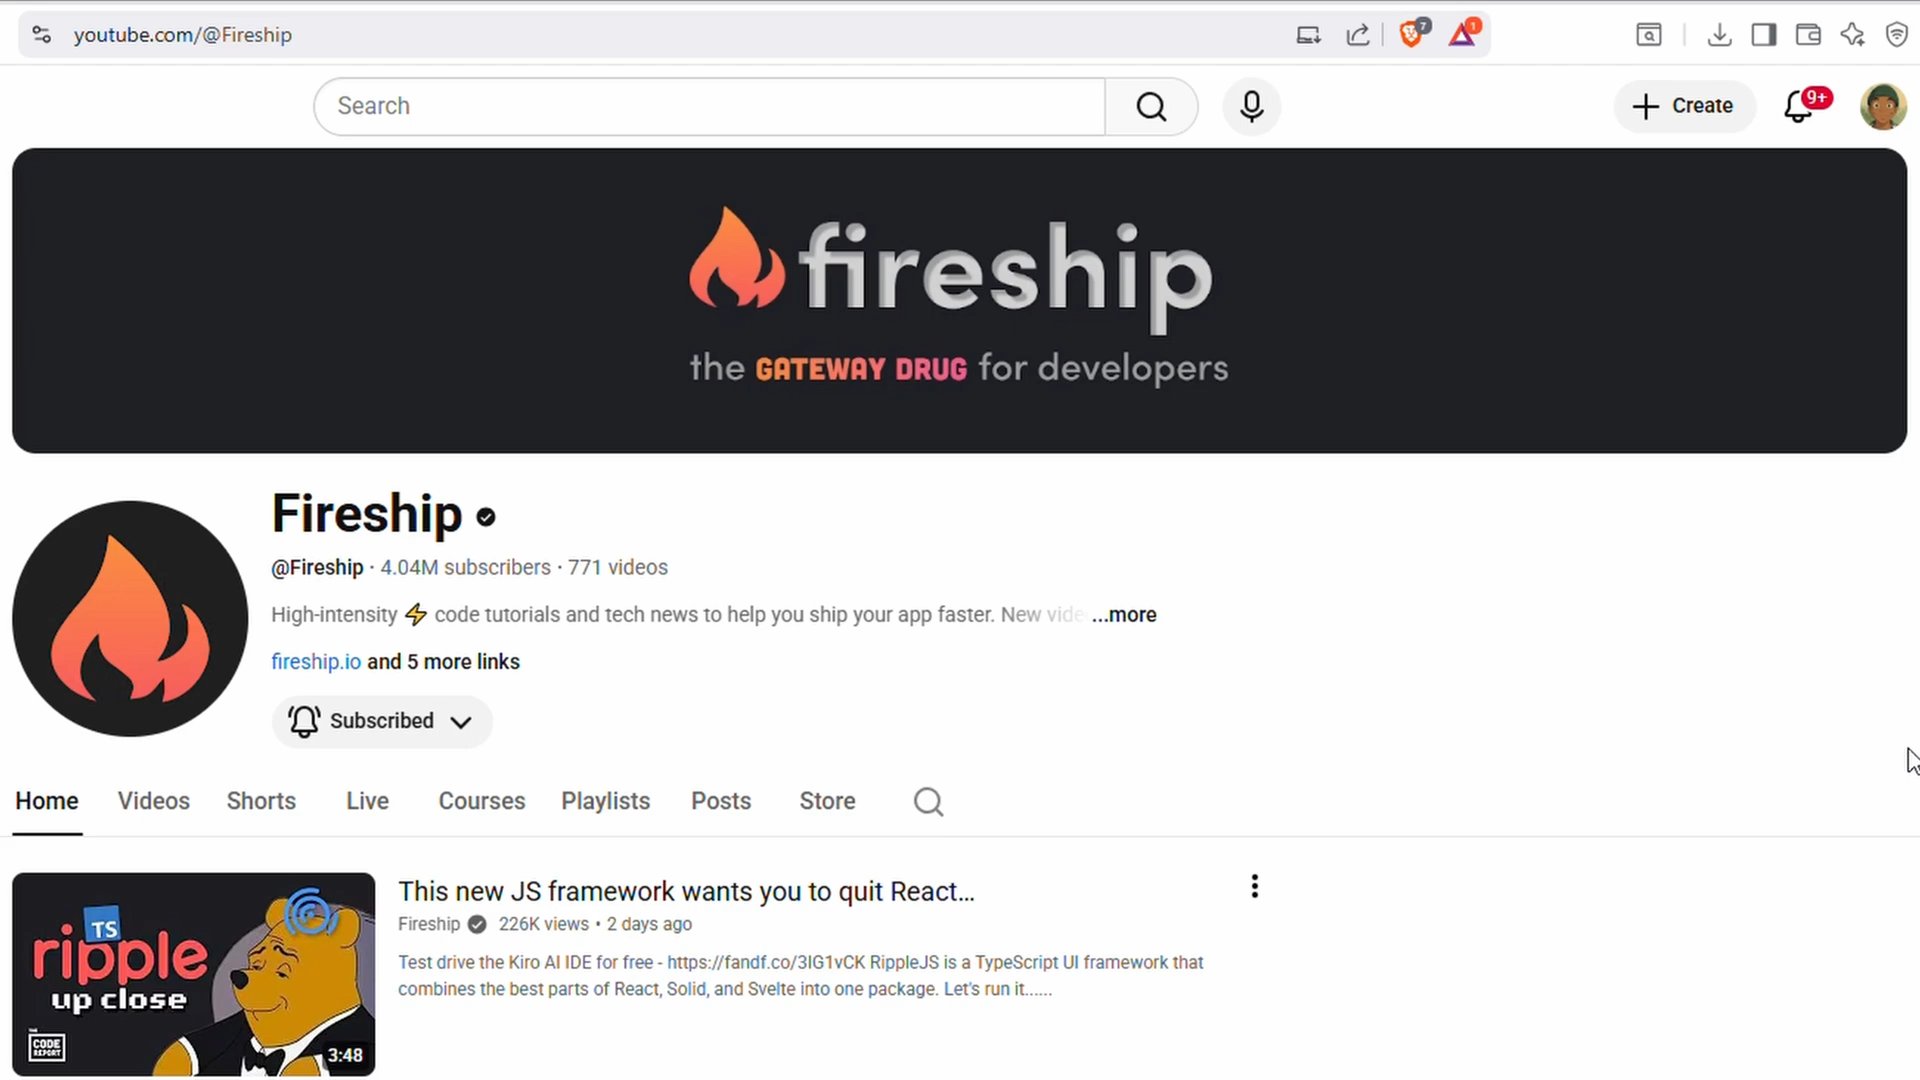 youtube.com/@Fireship
7
1
Search
Create
9+
fireship
the GATEWAY DRUG for developers
Fireship
@Fireship · 4.04M subscribers · 771 videos
High-intensity ⚡ code tutorials and tech news to help you ship your app faster. New vide ...more
fireship.io and 5 more links
Subscribed
Home Videos Shorts Live Courses Playlists Posts Store
TS
ripple
up close
THE
CODE
REPORT
3:48
This new JS framework wants you to quit React...
Fireship 226K views • 2 days ago
Test drive the Kiro AI IDE for free - https://fandf.co/3IG1vCK RippleJS is a TypeScript UI framework that
combines the best parts of React, Solid, and Svelte into one package. Let's run it......